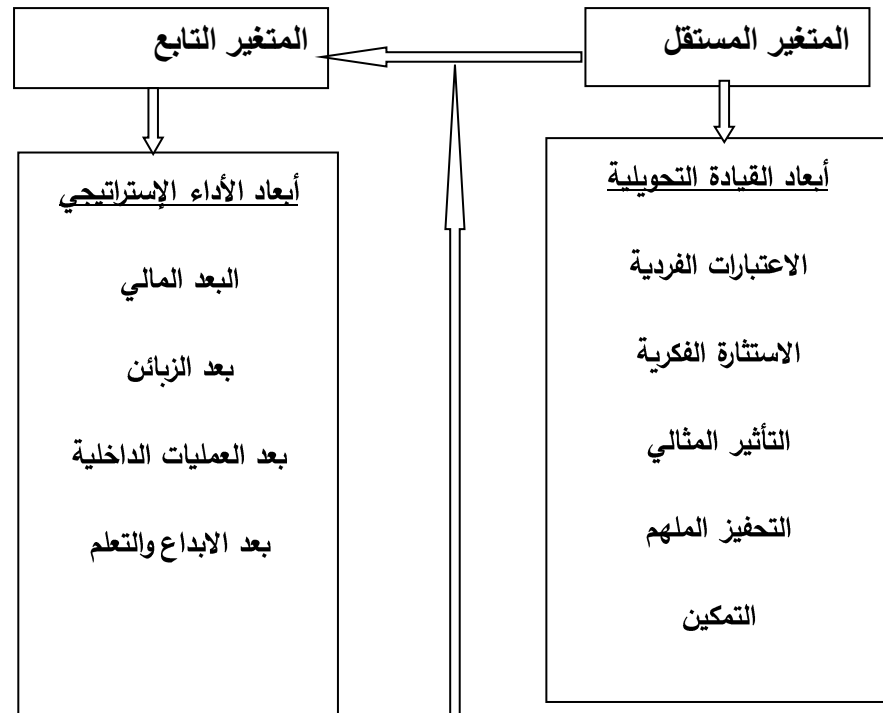 المتغير المستقل
المتغير التابع
أبعاد القيادة التحويلية
الاعتبارات الفردية
الاستثارة الفكرية
التأثير المثالي
التحفيز الملهم
التمكين
أبعاد الأداء الإستراتيجي
البعد المالي
بعد الزبائن
بعد العمليات الداخلية
بعد الابداع والتعلم